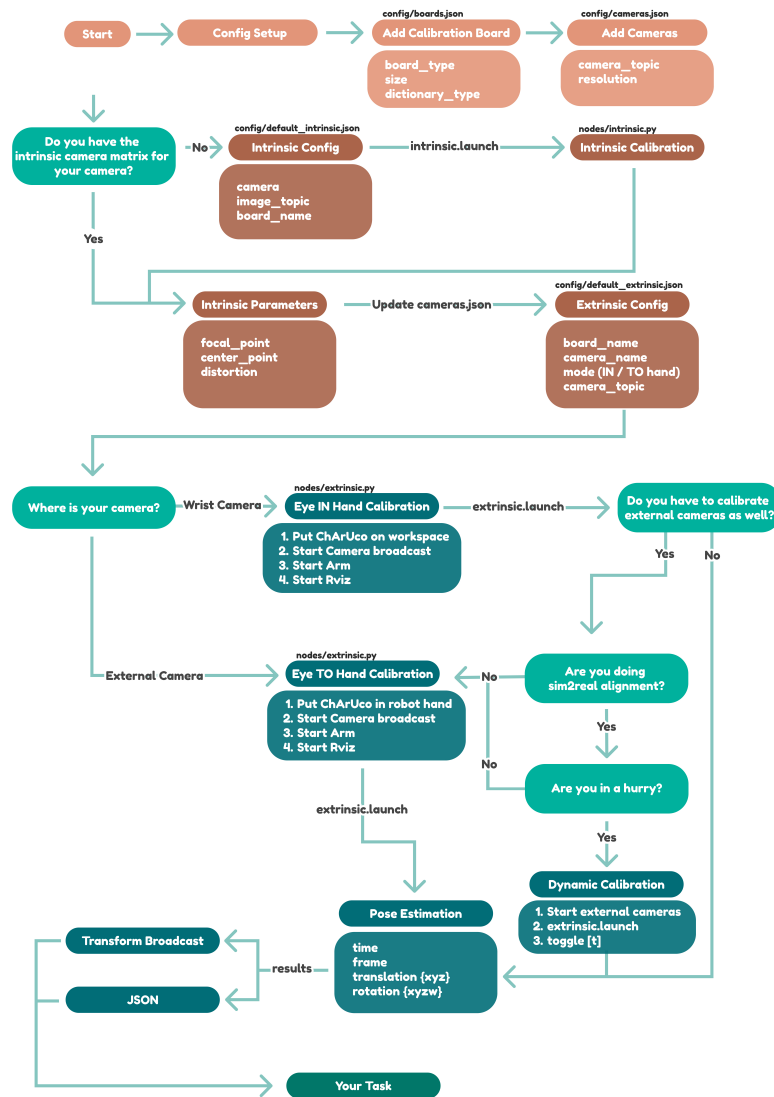 config/boards.json
config/cameras.json
Start
Config Setup
Add Calibration Board
Add Cameras
board_type
size
dictionary_type
camera_topic
resolution
Do you have the
intrinsic camera matrix for
your camera?
No
config/default_intrinsic.json
Intrinsic Config
intrinsic.launch
nodes/intrinsic.py
Intrinsic Calibration
camera
image_topic
board_name
Yes
Intrinsic Parameters
Update cameras.json
config/default_extrinsic.json
Extrinsic Config
focal_point
center_point
distortion
board_name
camera_name
mode (IN / TO hand)
camera_topic
Where is your camera?
Wrist Camera
nodes/extrinsic.py
Eye IN Hand Calibration
extrinsic.launch
Do you have to calibrate
external cameras as well?
1. Put ChArUco on workspace
2. Start Camera broadcast
3. Start Arm
4. Start Rviz
Yes
No
External Camera
nodes/extrinsic.py
Eye TO Hand Calibration
No
Are you doing
sim2real alignment?
1. Put ChArUco in robot hand
2. Start Camera broadcast
3. Start Arm
4. Start Rviz
Yes
No
Are you in a hurry?
extrinsic.launch
Yes
Dynamic Calibration
1. Start external cameras
2. extrinsic.launch
3. toggle [t]
Pose Estimation
time
frame
translation {xyz}
rotation {xyzw}
results
Transform Broadcast
JSON
Your Task